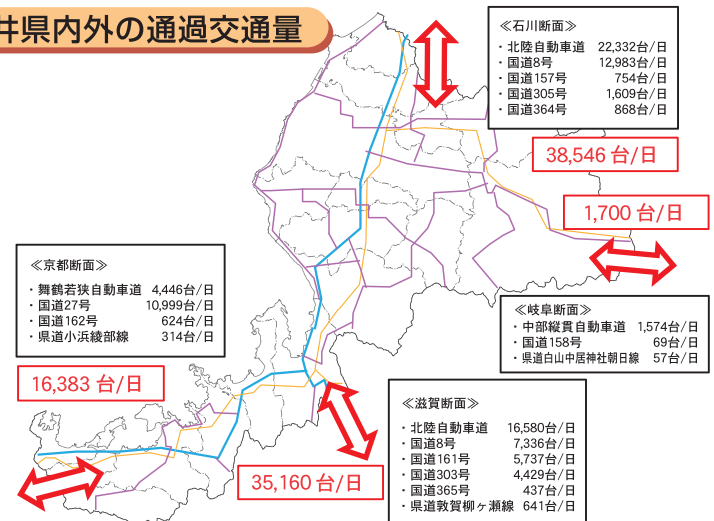 井県内外の通過交通量
≪石川断面≫
・北陸自動車道 22,332台/日
・国道8号 12,983台/日
・国道157号 754台/日
・国道305号 1,609台/日
・国道364号 868台/日
38,546 台/日
1,700 台/日
≪京都断面≫
・舞鶴若狭自動車道 4,446台/日
・国道27号 10,999台/日
・国道162号 624台/日
・県道小浜綾部線 314台/日
16,383 台/日
≪岐阜断面≫
・中部縦貫自動車道 1,574台/日
・国道158号 69台/日
・県道白山中居神社朝日線 57台/日
≪滋賀断面≫
・北陸自動車道 16,580台/日
・国道8号 7,336台/日
・国道161号 5,737台/日
・国道303号 4,429台/日
・国道365号 437台/日
・県道敦賀柳ヶ瀬線 641台/日
35,160 台/日